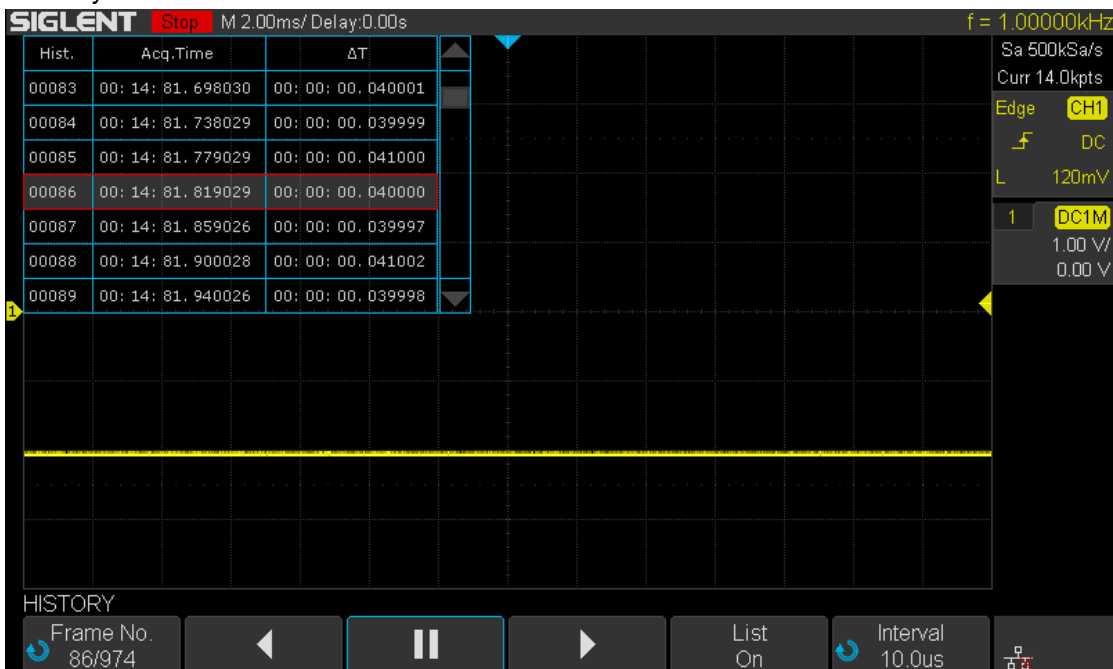 SIGLENT Stop M 2.00ms/ Delay:0.00s f = 1.00000kHz
Sa 500kSa/s
Curr 14.0kpts
Edge CH1
DC
L 120mV
1 DC1M
1.00 V/
0.00 V
Hist. Acq.Time ΔT
00083 00: 14: 81. 698030 00: 00: 00. 040001
00084 00: 14: 81. 738029 00: 00: 00. 039999
00085 00: 14: 81. 779029 00: 00: 00. 041000
00086 00: 14: 81. 819029 00: 00: 00. 040000
00087 00: 14: 81. 859026 00: 00: 00. 039997
00088 00: 14: 81. 900028 00: 00: 00. 041002
00089 00: 14: 81. 940026 00: 00: 00. 039998
1
HISTORY
Frame No.
86/974
List
On
Interval
10.0us